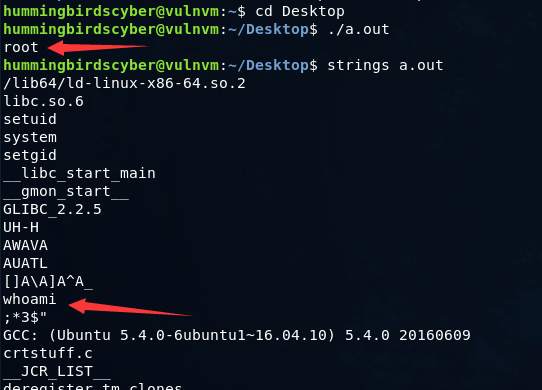 hummingbirdscyber@vulnvm:~$ cd Desktop
hummingbirdscyber@vulnvm:~/Desktop$ ./a.out
root
hummingbirdscyber@vulnvm:~/Desktop$ strings a.out
/lib64/ld-linux-x86-64.so.2
libc.so.6
setuid
system
setgid
__libc_start_main
__gmon_start__
GLIBC_2.2.5
UH-H
AWAVA
AUATL
[]A\A]A^A_
whoami
;*3$"
GCC: (Ubuntu 5.4.0-6ubuntu1~16.04.10) 5.4.0 20160609
crtstuff.c
__JCR_LIST__
deregister_tm_clones